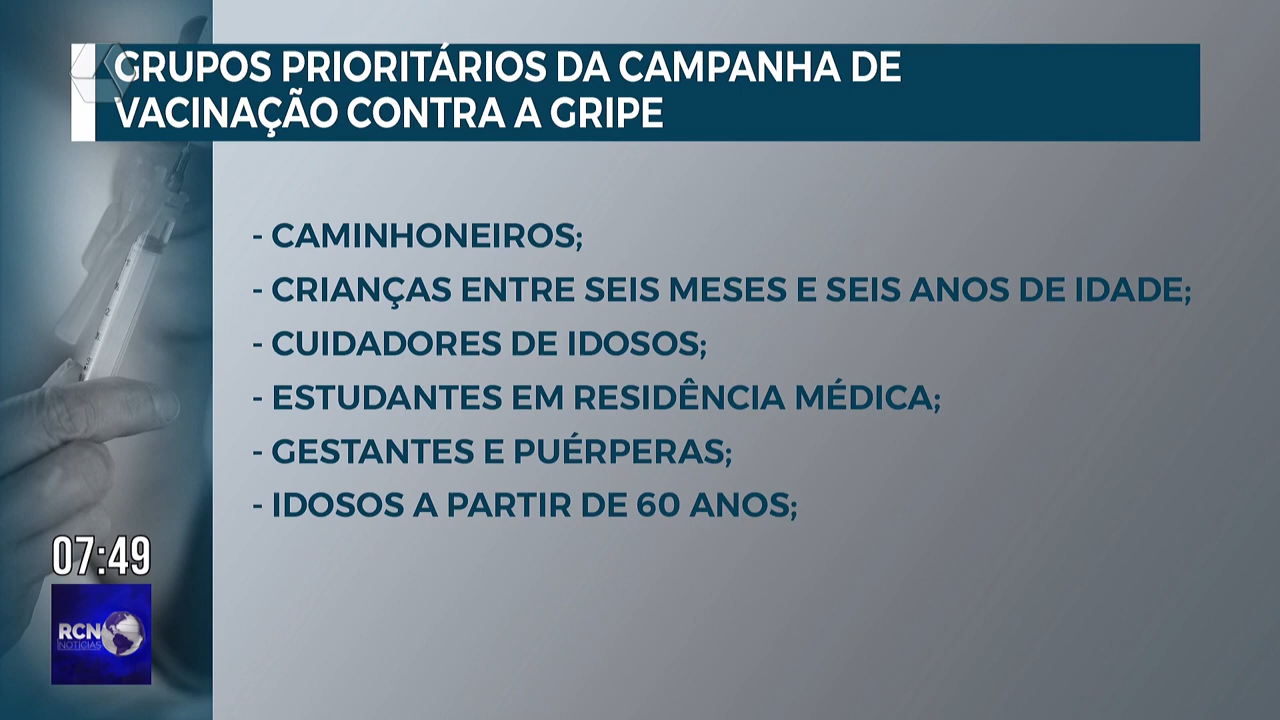 GRUPOS PRIORITÁRIOS DA CAMPANHA DE
VACINAÇÃO CONTRA A GRIPE
- CAMINHONEIROS;
- CRIANÇAS ENTRE SEIS MESES E SEIS ANOS DE IDADE;
- CUIDADORES DE IDOSOS;
- ESTUDANTES EM RESIDÊNCIA MÉDICA;
- GESTANTES E PUÉRPERAS;
- IDOSOS A PARTIR DE 60 ANOS;
07:49
RCN
NOTÍCIAS